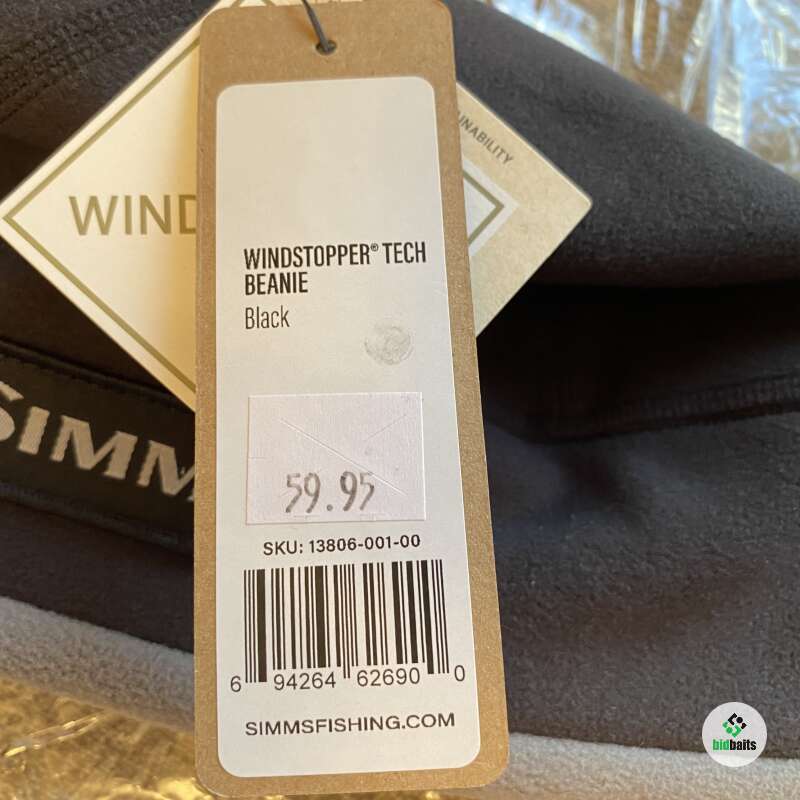 UNABILITY
WIND
WINDSTOPPER® TECH
BEANIE
Black
59.95
SIMM
SKU: 13806-001-00
6 94264 62690 0
SIMMSFISHING.COM
bidbaits